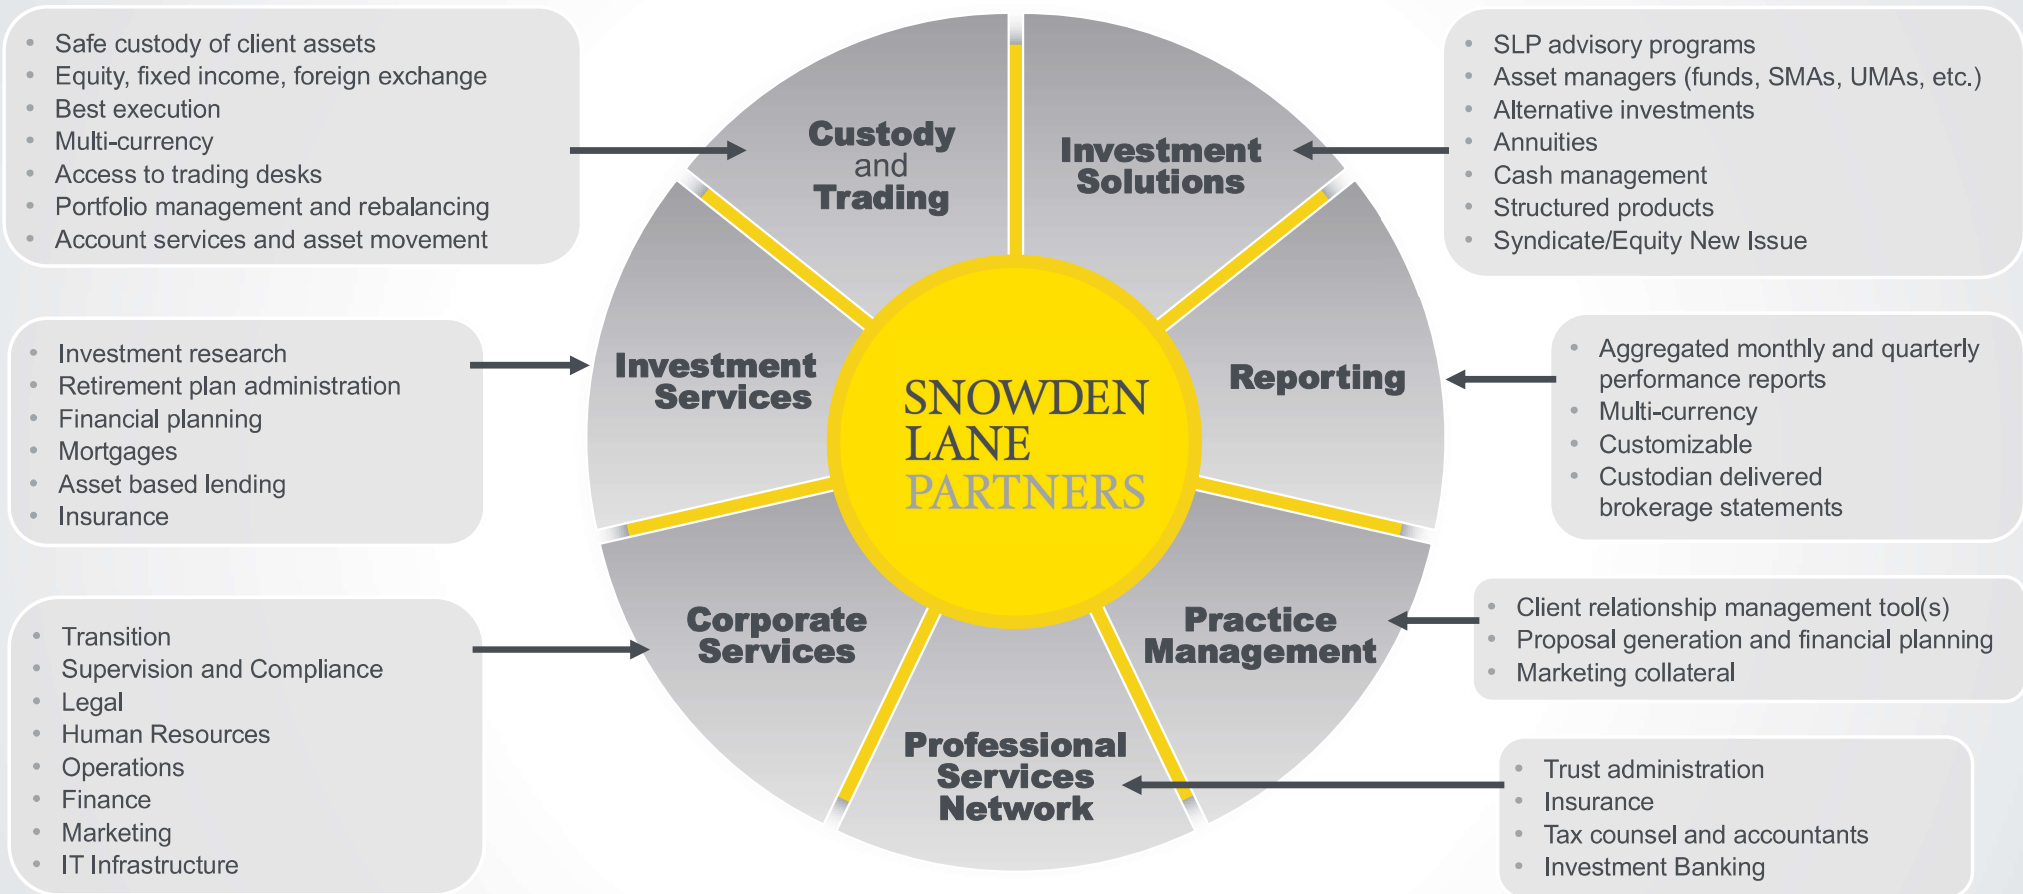 • Safe custody of client assets
• Equity, fixed income, foreign exchange
• Best execution
• Multi-currency
• Access to trading desks
• Portfolio management and rebalancing
• Account services and asset movement
Custody
and
Trading
Investment
Solutions
• SLP advisory programs
• Asset managers (funds, SMAs, UMAs, etc.)
• Alternative investments
• Annuities
• Cash management
• Structured products
• Syndicate/Equity New Issue
• Investment research
• Retirement plan administration
• Financial planning
• Mortgages
• Asset based lending
• Insurance
Investment
Services
SNOWDEN
LANE
PARTNERS
Reporting
• Aggregated monthly and quarterly
performance reports
• Multi-currency
• Customizable
• Custodian delivered
brokerage statements
• Transition
• Supervision and Compliance
• Legal
• Human Resources
• Operations
• Finance
• Marketing
• IT Infrastructure
Corporate
Services
Practice
Management
• Client relationship management tool(s)
• Proposal generation and financial planning
• Marketing collateral
Professional
Services
Network
• Trust administration
• Insurance
• Tax counsel and accountants
• Investment Banking